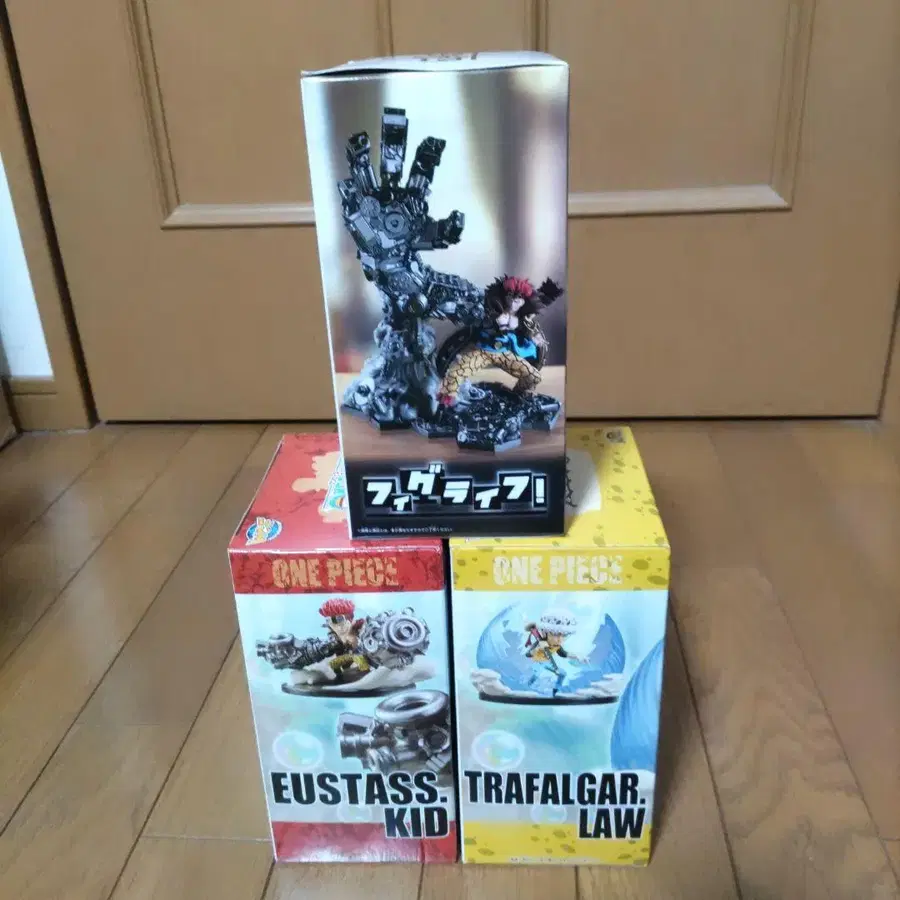 フィグライフ!
ONE PIECE
EUSTASS.
KID
ONE PIECE
TRAFALGAR.
LAW